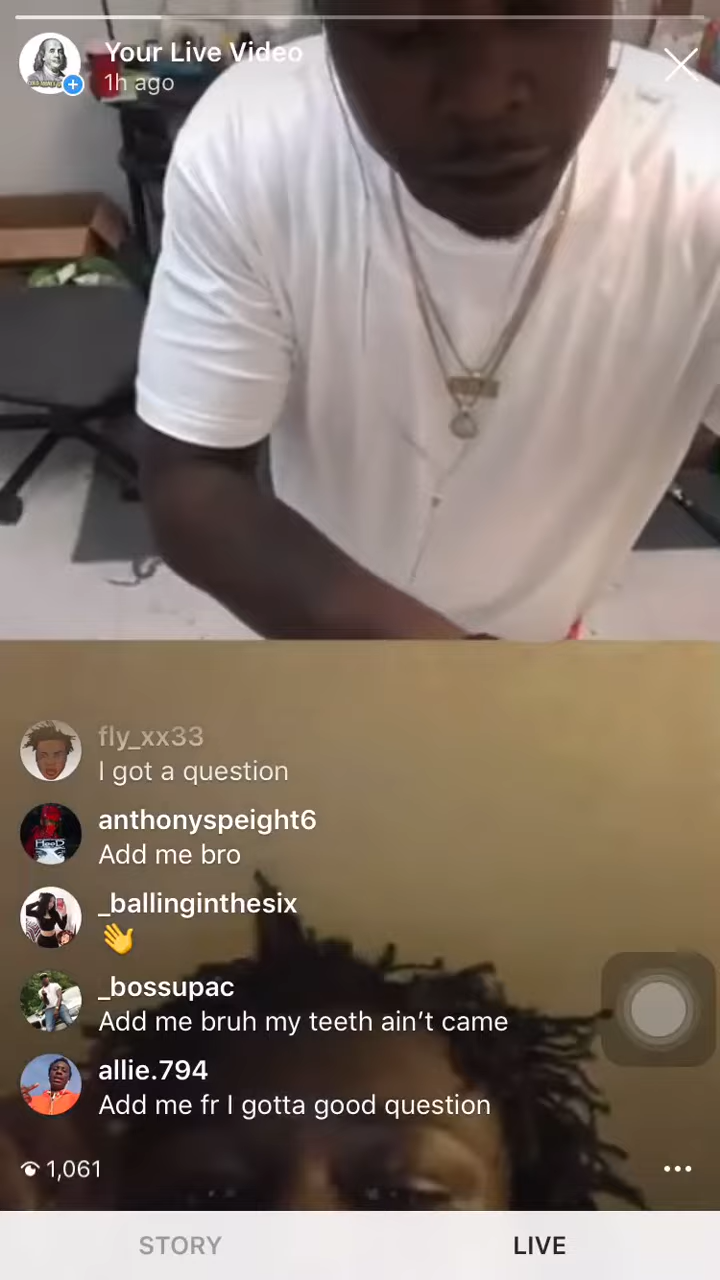 Your Live Video
1h ago
fly_xx33
I got a question
anthonyspeight6
Add me bro
_ballinginthesix
👋
_bossupac
Add me bruh my teeth ain’t came
allie.794
Add me fr I gotta good question
1,061
STORY
LIVE